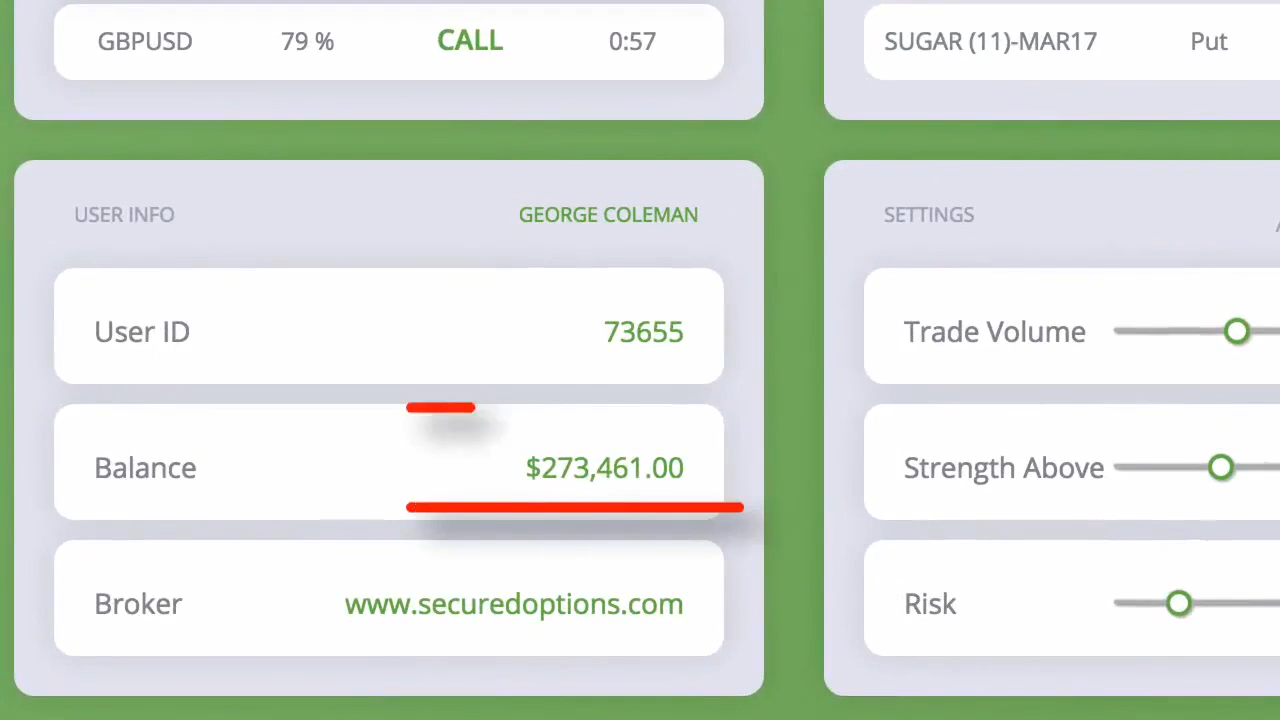 GBPUSD 79 % CALL 0:57
SUGAR (11)-MAR17 Put
USER INFO GEORGE COLEMAN
User ID 73655
Balance $273,461.00
Broker www.securedoptions.com
SETTINGS
Trade Volume
Strength Above
Risk